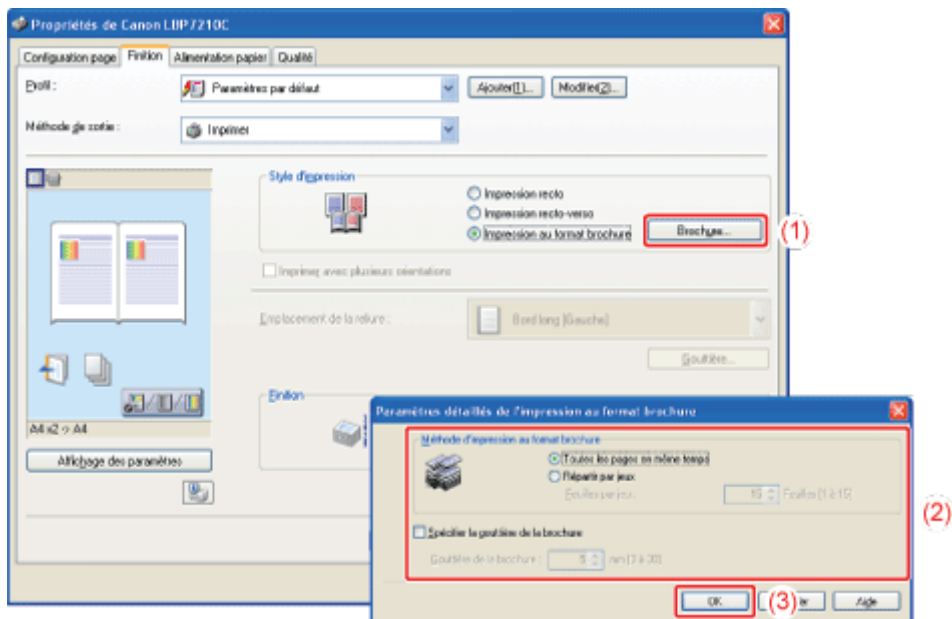 Propriétés de Canon LBP7210C
Configuration page Finition Alimentation papier Qualité
Profil : Paramètres par défaut Ajouter(1)... Modifier(2)...
Méthode de sortie : Imprimer
Style d'impression
Impression recto
Impression recto-verso
Impression au format brochure Brochure... (1)
Imprimer avec plusieurs orientations
Emplacement de la reliure : Bord long [Gauche]
Gouttière...
Finition
A4 x2 -> A4
Affichage des paramètres
Paramètres détaillés de l'impression au format brochure
Méthode d'impression au format brochure
Toutes les pages en même temps
Répartir par jeux
Feuilles par jeu: 15 Feuilles [1 à 15]
(2)
Spécifier la gouttière de la brochure
Gouttière de la brochure : mm [0 à 30]
OK (3) Aide